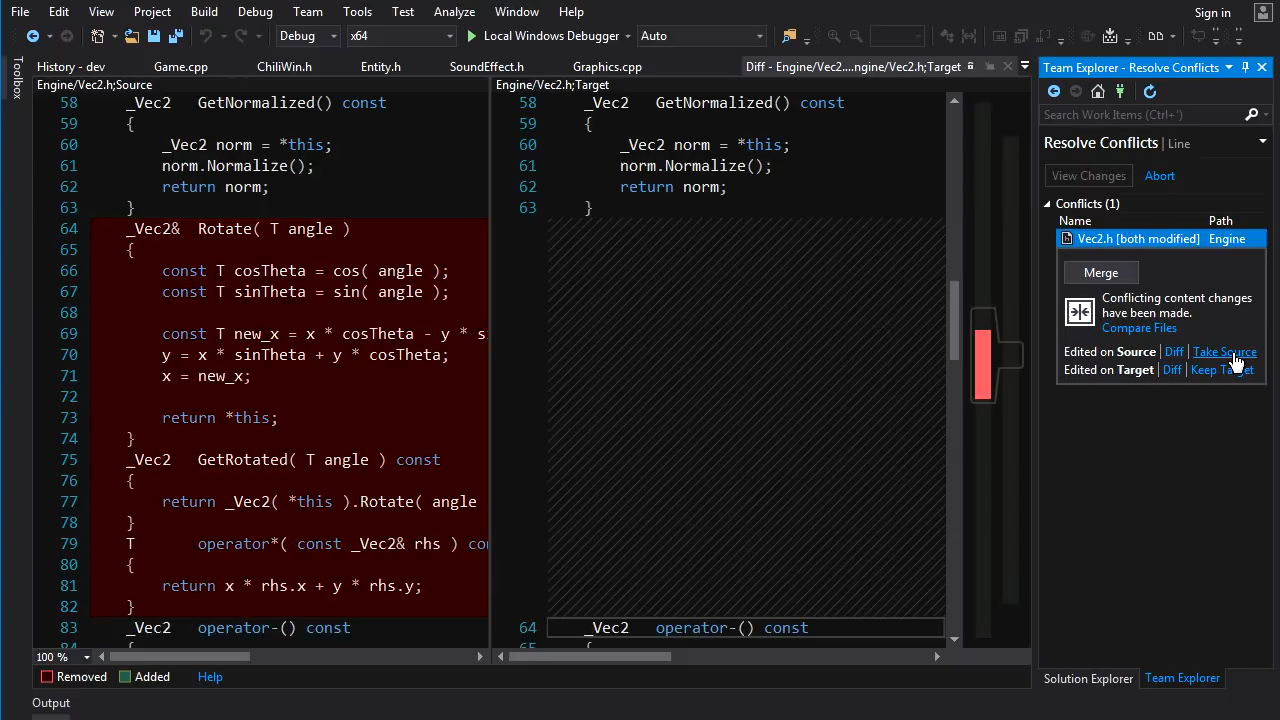 File Edit View Project Build Debug Team Tools Test Analyze Window Help Sign in
Debug x64 Local Windows Debugger Auto
Toolbox
History - dev Game.cpp ChiliWin.h Entity.h SoundEffect.h Graphics.cpp Diff - Engine/Vec2....ngine/Vec2.h;Target
Engine/Vec2.h;Source
58 _Vec2 GetNormalized() const
59 {
60 _Vec2 norm = *this;
61 norm.Normalize();
62 return norm;
63 }
64 _Vec2& Rotate( T angle )
65 {
66 const T cosTheta = cos( angle );
67 const T sinTheta = sin( angle );
68
69 const T new_x = x * cosTheta - y * si
70 y = x * sinTheta + y * cosTheta;
71 x = new_x;
72
73 return *this;
74 }
75 _Vec2 GetRotated( T angle ) const
76 {
77 return _Vec2( *this ).Rotate( angle
78 }
79 T operator*( const _Vec2& rhs ) con
80 {
81 return x * rhs.x + y * rhs.y;
82 }
83 _Vec2 operator-() const
84 {
Engine/Vec2.h;Target
58 _Vec2 GetNormalized() const
59 {
60 _Vec2 norm = *this;
61 norm.Normalize();
62 return norm;
63 }
64 _Vec2 operator-() const
65 {
100 %
Removed Added Help
Output
Team Explorer - Resolve Conflicts
Search Work Items (Ctrl+')
Resolve Conflicts | Line
View Changes Abort
Conflicts (1)
Name Path
Vec2.h [both modified] Engine
Merge
Conflicting content changes
have been made.
Compare Files
Edited on Source | Diff | Take Source
Edited on Target | Diff | Keep Target
Solution Explorer Team Explorer